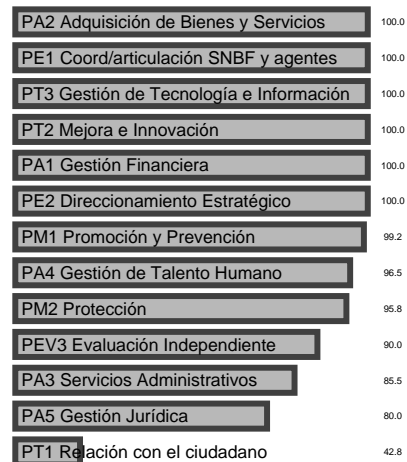 PA2 Adquisición de Bienes y Servicios 100.0
PE1 Coord/articulación SNBF y agentes 100.0
PT3 Gestión de Tecnología e Información 100.0
PT2 Mejora e Innovación 100.0
PA1 Gestión Financiera 100.0
PE2 Direccionamiento Estratégico 100.0
PM1 Promoción y Prevención 99.2
PA4 Gestión de Talento Humano 96.5
PM2 Protección 95.8
PEV3 Evaluación Independiente 90.0
PA3 Servicios Administrativos 85.5
PA5 Gestión Jurídica 80.0
PT1 Relación con el ciudadano 42.8